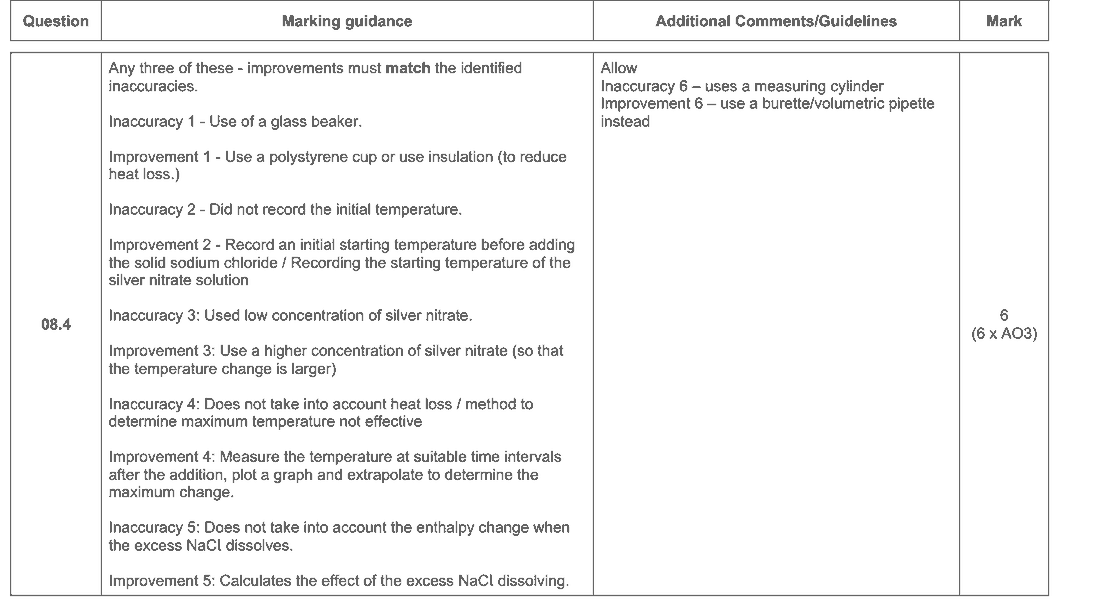 Question Marking guidance Additional Comments/Guidelines Mark
Any three of these - improvements must match the identified
inaccuracies.
Inaccuracy 1 - Use of a glass beaker.
Improvement 1 - Use a polystyrene cup or use insulation (to reduce
heat loss.)
Inaccuracy 2 - Did not record the initial temperature.
Improvement 2 - Record an initial starting temperature before adding
the solid sodium chloride / Recording the starting temperature of the
silver nitrate solution
08.4
Inaccuracy 3: Used low concentration of silver nitrate.
Improvement 3: Use a higher concentration of silver nitrate (so that
the temperature change is larger)
Inaccuracy 4: Does not take into account heat loss / method to
determine maximum temperature not effective
Improvement 4: Measure the temperature at suitable time intervals
after the addition, plot a graph and extrapolate to determine the
maximum change.
Inaccuracy 5: Does not take into account the enthalpy change when
the excess NaCl dissolves.
Improvement 5: Calculates the effect of the excess NaCl dissolving.
Allow
Inaccuracy 6 – uses a measuring cylinder
Improvement 6 – use a burette/volumetric pipette
instead
6
(6 x AO3)